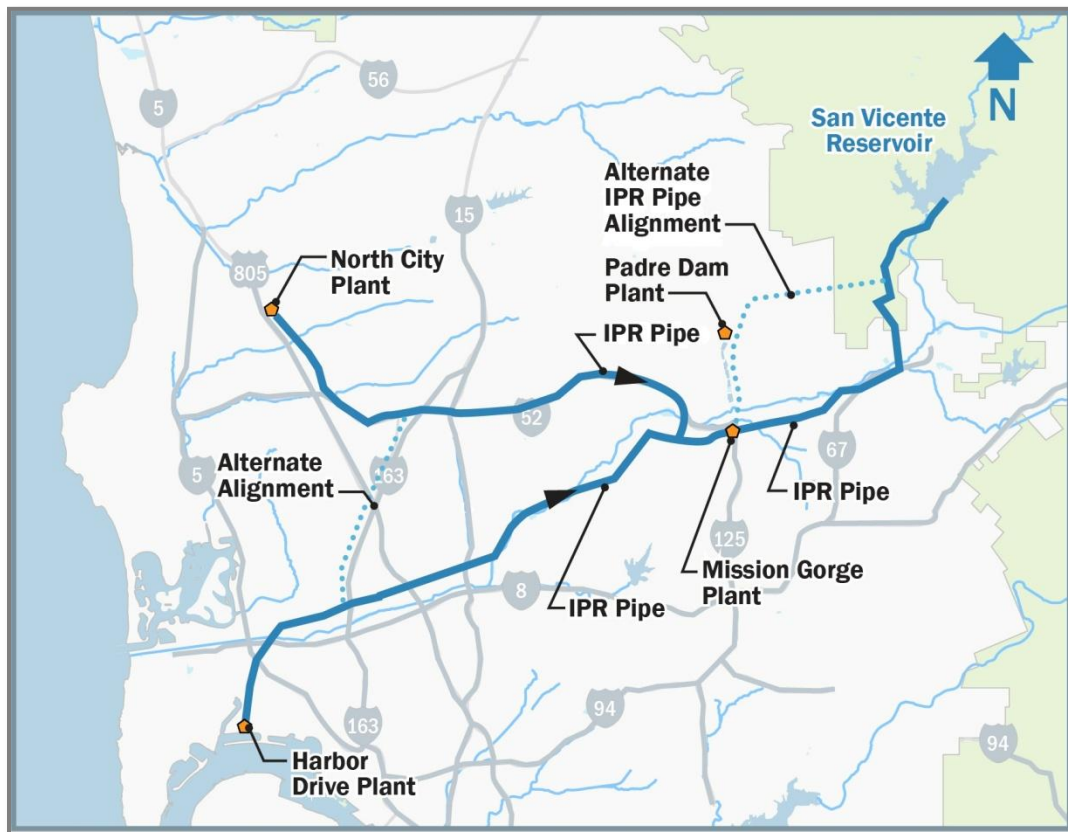 56
5
N
San Vicente
Reservoir
Alternate
IPR Pipe
Alignment
15
North City
Plant
805
Padre Dam
Plant
IPR Pipe
52
Alternate
Alignment
5
163
67
IPR Pipe
125
Mission Gorge
Plant
8
IPR Pipe
94
163
94
Harbor
Drive Plant